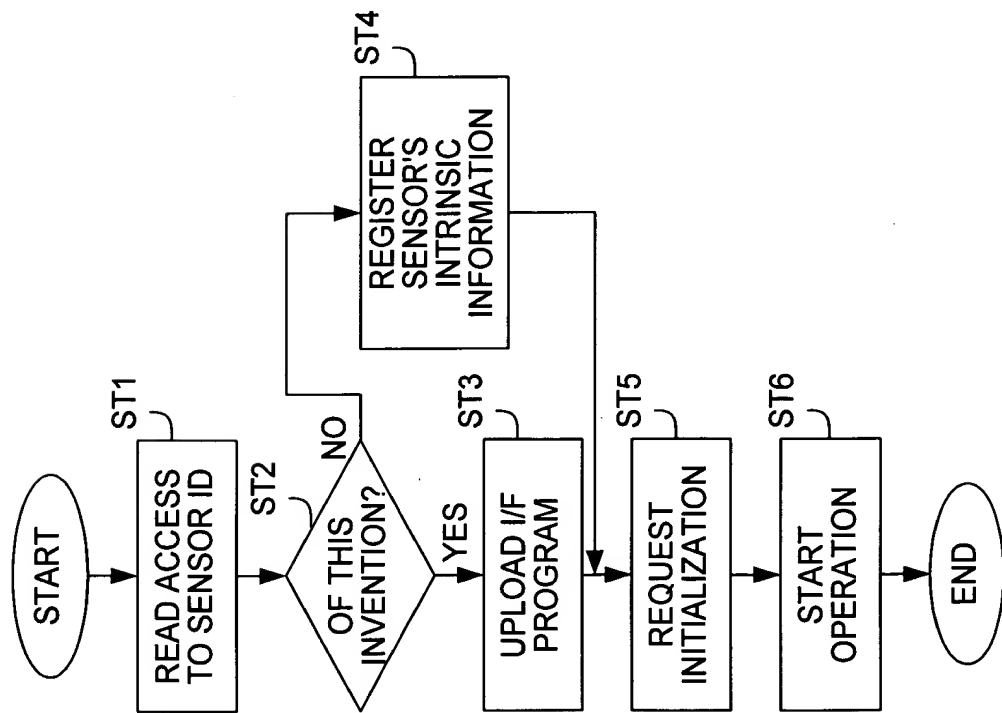 START
ST1
READ ACCESS
TO SENSOR ID
ST2
OF THIS
INVENTION?
NO
YES
ST4
REGISTER
SENSOR'S
INTRINSIC
INFORMATION
ST3
UPLOAD I/F
PROGRAM
ST5
REQUEST
INITIALIZATION
ST6
START
OPERATION
END